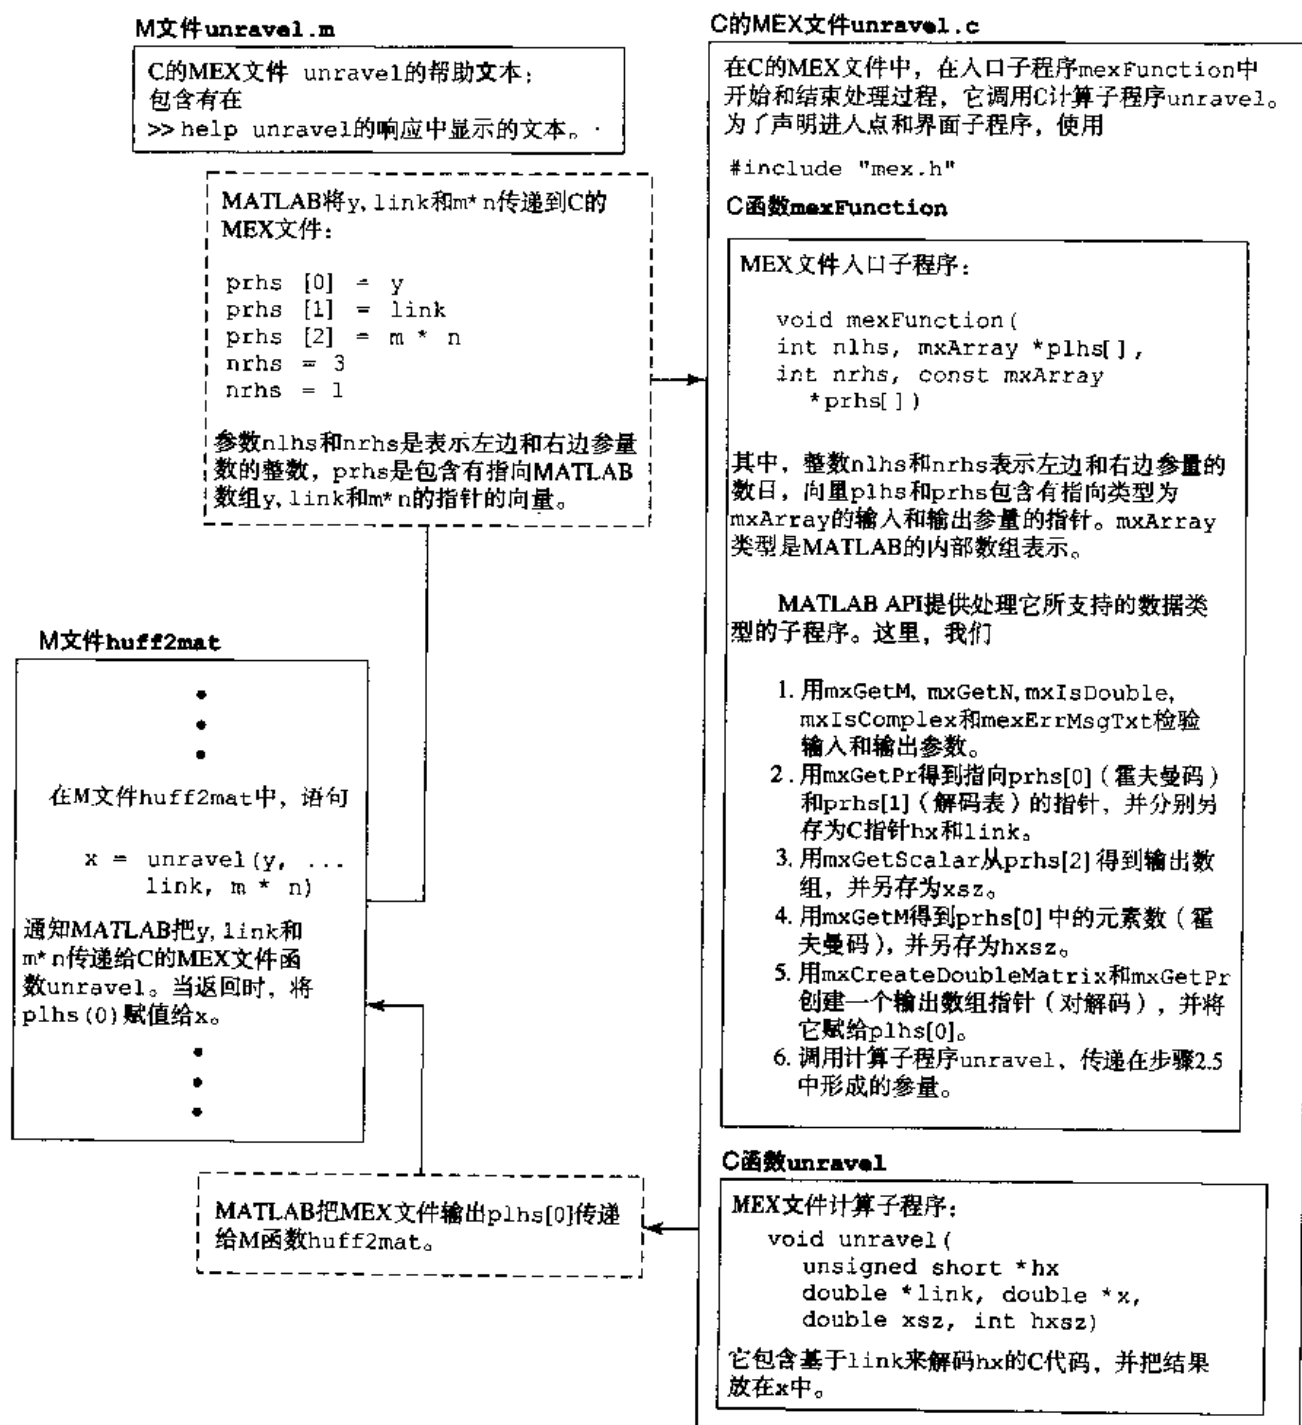 M文件unravel.m
C的MEX文件 unravel的帮助文本；
包含有在
>> help unravel的响应中显示的文本。
MATLAB将y, link和m*n传递到C的
MEX文件：
prhs [0] = y
prhs [1] = link
prhs [2] = m * n
nrhs = 3
nrhs = 1
参数nlhs和nrhs是表示左边和右边参量
数的整数，prhs是包含有指向MATLAB
数组y, link和m*n的指针的向量。
M文件huff2mat
在M文件huff2mat中，语句
x = unravel(y, ...
link, m * n)
通知MATLAB把y, link和
m*n传递给C的MEX文件函
数unravel。当返回时，将
plhs(0)赋值给x。
MATLAB把MEX文件输出plhs[0]传递
给M函数huff2mat。
C的MEX文件unravel.c
在C的MEX文件中，在入口子程序mexFunction中
开始和结束处理过程，它调用C计算子程序unravel。
为了声明进入点和界面子程序，使用
#include "mex.h"
C函数mexFunction
MEX文件入口子程序：
void mexFunction(
int nlhs, mxArray *plhs[],
int nrhs, const mxArray
*prhs[])
其中，整数nlhs和nrhs表示左边和右边参量的
数目，向量plhs和prhs包含有指向类型为
mxArray的输入和输出参量的指针。mxArray
类型是MATLAB的内部数组表示。
MATLAB API提供处理它所支持的数据类
型的子程序。这里，我们
1. 用mxGetM, mxGetN, mxIsDouble,
mxIsComplex和mexErrMsgTxt检验
输入和输出参数。
2. 用mxGetPr得到指向prhs[0]（霍夫曼码）
和prhs[1]（解码表）的指针，并分别另
存为C指针hx和link。
3. 用mxGetScalar从prhs[2]得到输出数
组，并另存为xsz。
4. 用mxGetM得到prhs[0]中的元素数（霍
夫曼码），并另存为hxsz。
5. 用mxCreateDoubleMatrix和mxGetPr
创建一个输出数组指针（对解码），并将
它赋给plhs[0]。
6. 调用计算子程序unravel，传递在步骤2.5
中形成的参量。
C函数unravel
MEX文件计算子程序：
void unravel(
unsigned short *hx
double *link, double *x,
double xsz, int hxsz)
它包含基于link来解码hx的C代码，并把结果
放在x中。